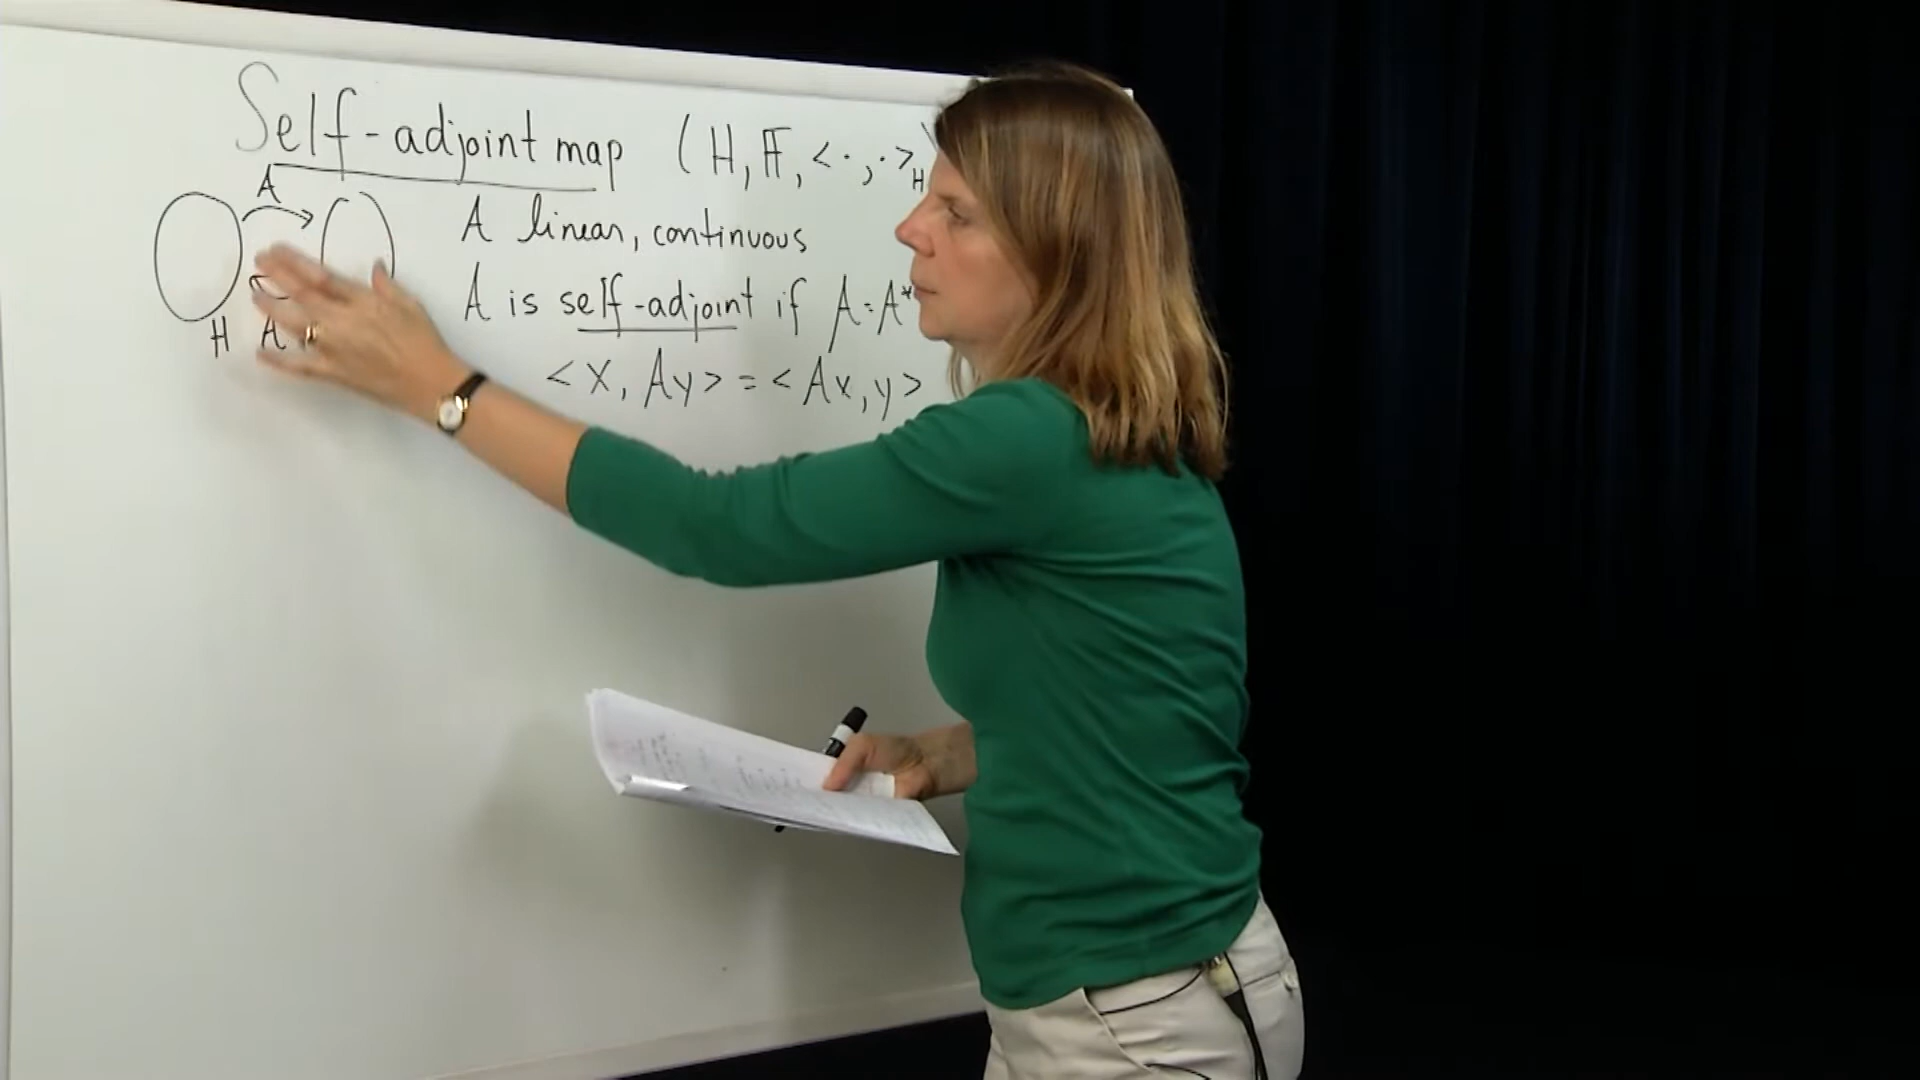 Self-adjoint map (H, 𝔽, <·,·>H)
A
A linear, continuous
A is self-adjoint if A=A*
H A
<x, Ay> = <Ax, y>